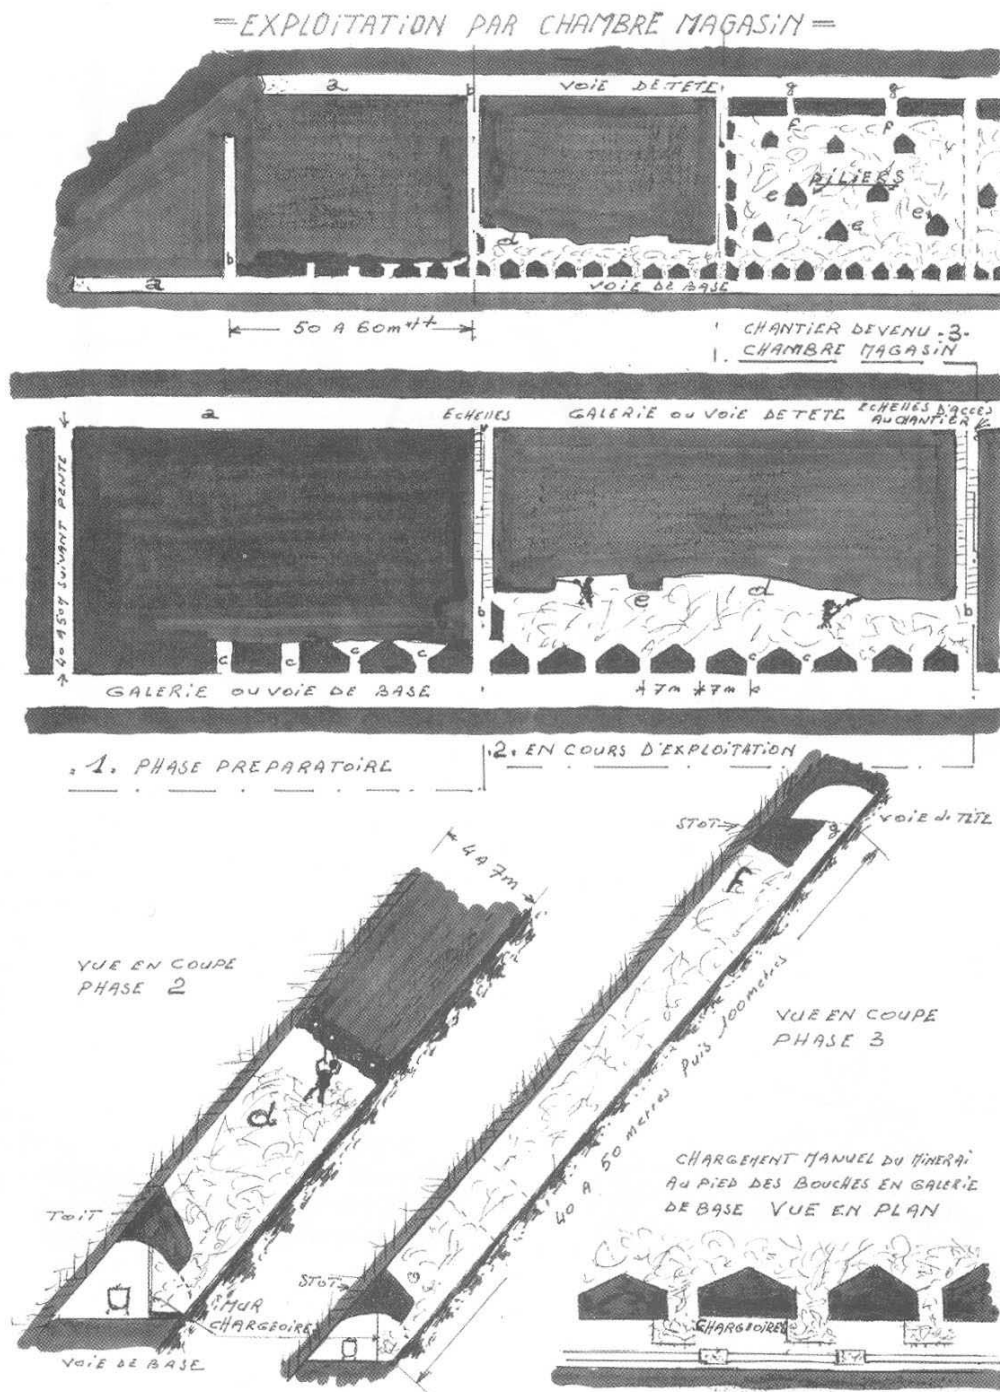 =EXPLOITATION PAR CHAMBRE MAGASIN=
a
b
VOIE DE TETE
g
g
F
F
PILIERS
e
e
e
d
b
a
VOIE DE BASE
50 A 60m
CHANTIER DEVENU .3.
CHAMBRE MAGASIN
a
ECHELLES
GALERIE OU VOIE DE TETE
ECHELLES D'ACCES
AU CHANTIER
40 A 50m SUIVANT PENTE
b
e
d
b
c
c
c
c
c
c
GALERIE OU VOIE DE BASE
7m
7m
.1. PHASE PREPARATOIRE
.2. EN COURS D'EXPLOITATION
STOT
VOIE de TÊTE
g
F
4 A 7m
VUE EN COUPE
PHASE 2
VUE EN COUPE
PHASE 3
d
40 A 50 metres puis 100 metres
CHARGEMENT MANUEL DU MINERAI
AU PIED DES BOUCHES EN GALERIE
DE BASE VUE EN PLAN
TOIT
STOT
MUR
CHARGEOIRE
CHARGEOIRES
VOIE DE BASE